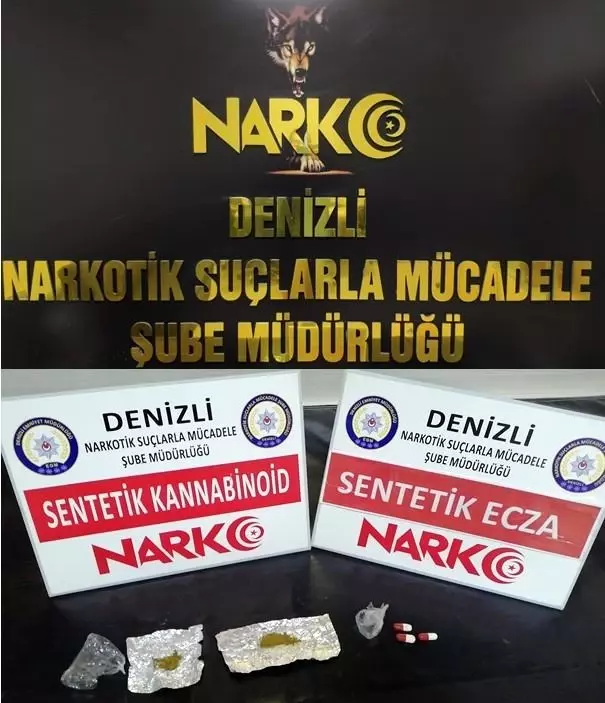 NARKO
DENİZLİ
NARKOTİK SUÇLARLA MÜCADELE
ŞUBE MÜDÜRLÜĞÜ
DENİZLİ
NARKOTİK SUÇLARLA MÜCADELE
ŞUBE MÜDÜRLÜĞÜ
SENTETİK KANNABİNOİD
NARKO
DENİZLİ
NARKOTİK SUÇLARLA MÜCADELE
ŞUBE MÜDÜRLÜĞÜ
SENTETİK ECZA
NARKO